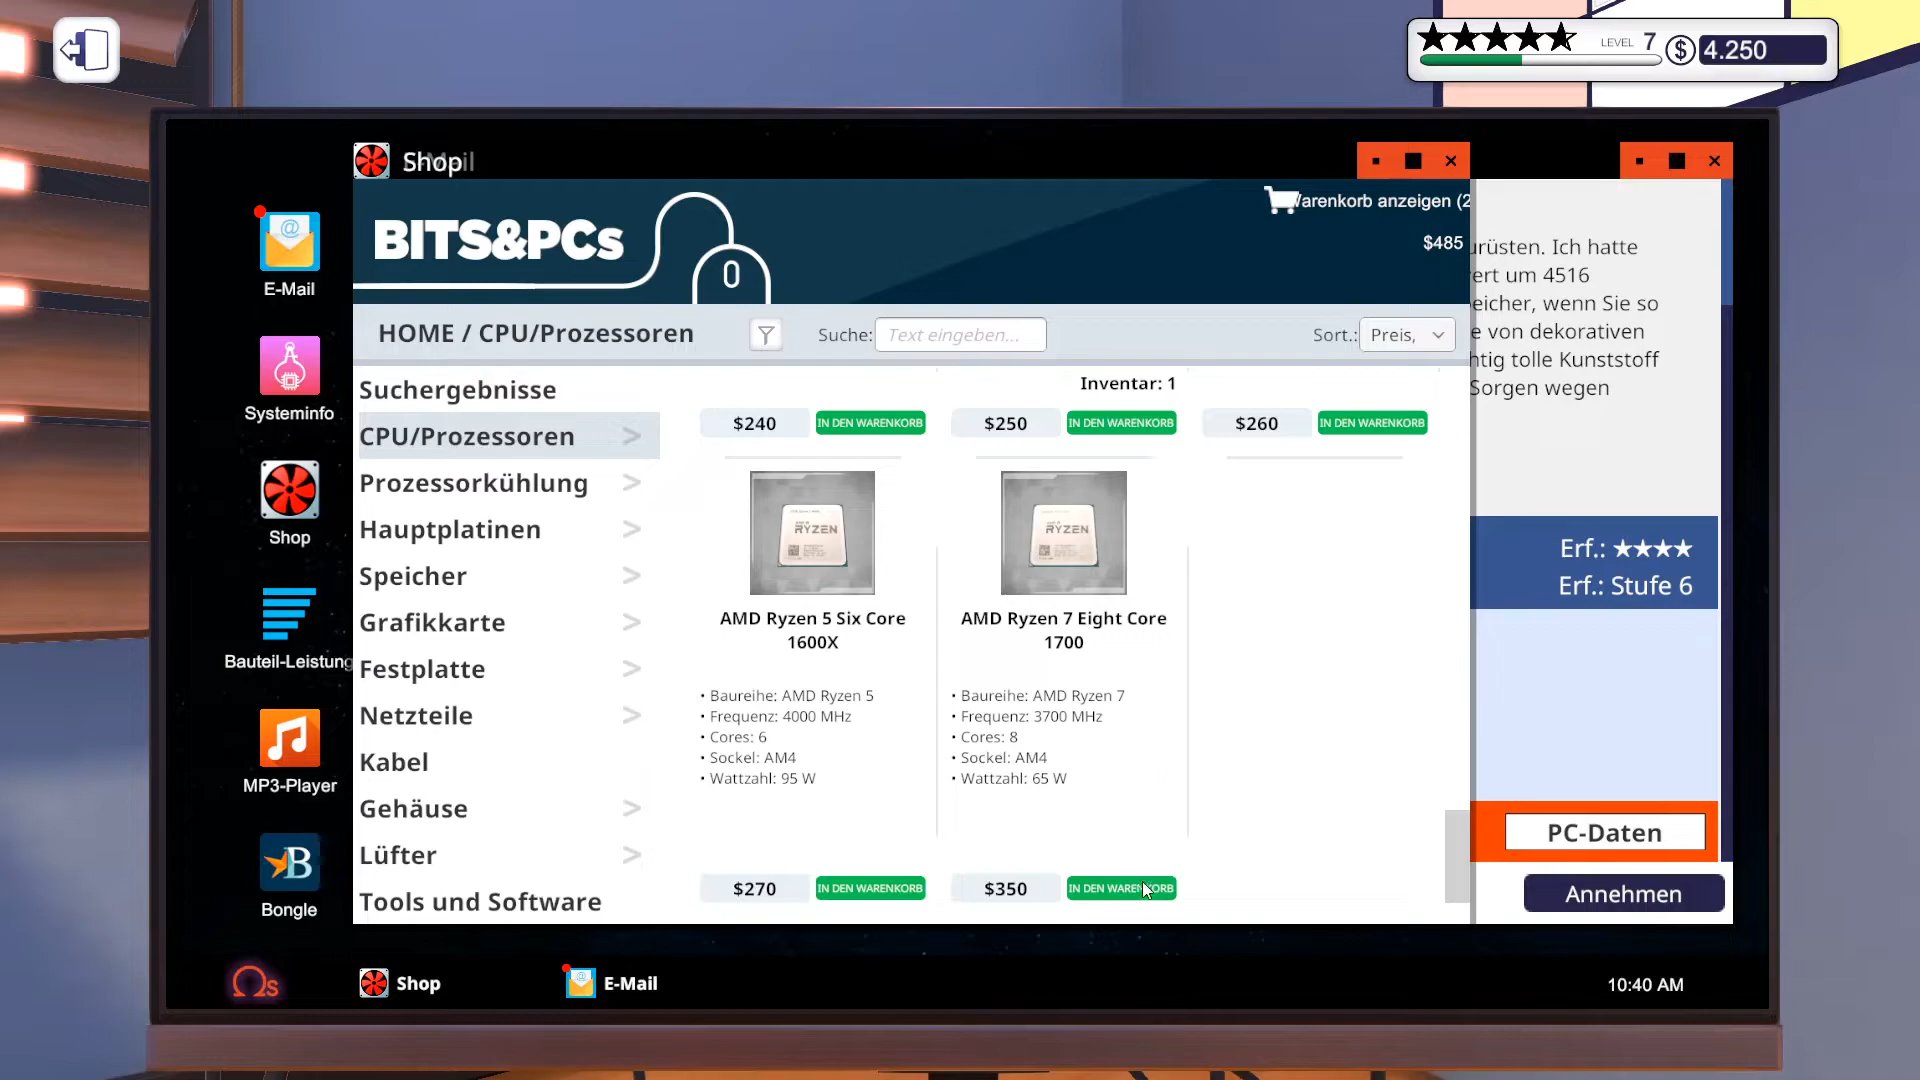 LEVEL 7
$ 4.250
Shop
BITS&PCs
arenkorb anzeigen (2
$485
HOME / CPU/Prozessoren
Suche:
Text eingeben...
Sort.:
Preis,
Suchergebnisse
CPU/Prozessoren >
Prozessorkühlung >
Hauptplatinen >
Speicher >
Grafikkarte >
Festplatte >
Netzteile >
Kabel
Gehäuse >
Lüfter >
Tools und Software
Inventar: 1
$240 IN DEN WARENKORB
$250 IN DEN WARENKORB
$260 IN DEN WARENKORB
RYZEN
AMD Ryzen 5 Six Core
1600X
• Baureihe: AMD Ryzen 5
• Frequenz: 4000 MHz
• Cores: 6
• Sockel: AM4
• Wattzahl: 95 W
$270 IN DEN WARENKORB
RYZEN
AMD Ryzen 7 Eight Core
1700
• Baureihe: AMD Ryzen 7
• Frequenz: 3700 MHz
• Cores: 8
• Sockel: AM4
• Wattzahl: 65 W
$350 IN DEN WARENKORB
rüsten. Ich hatte
ert um 4516
eicher, wenn Sie so
e von dekorativen
htig tolle Kunststoff
Sorgen wegen
Erf.: ★★★★
Erf.: Stufe 6
PC-Daten
Annehmen
E-Mail
Systeminfo
Shop
Bauteil-Leistung
MP3-Player
B
Bongle
Ωs
Shop
E-Mail
10:40 AM